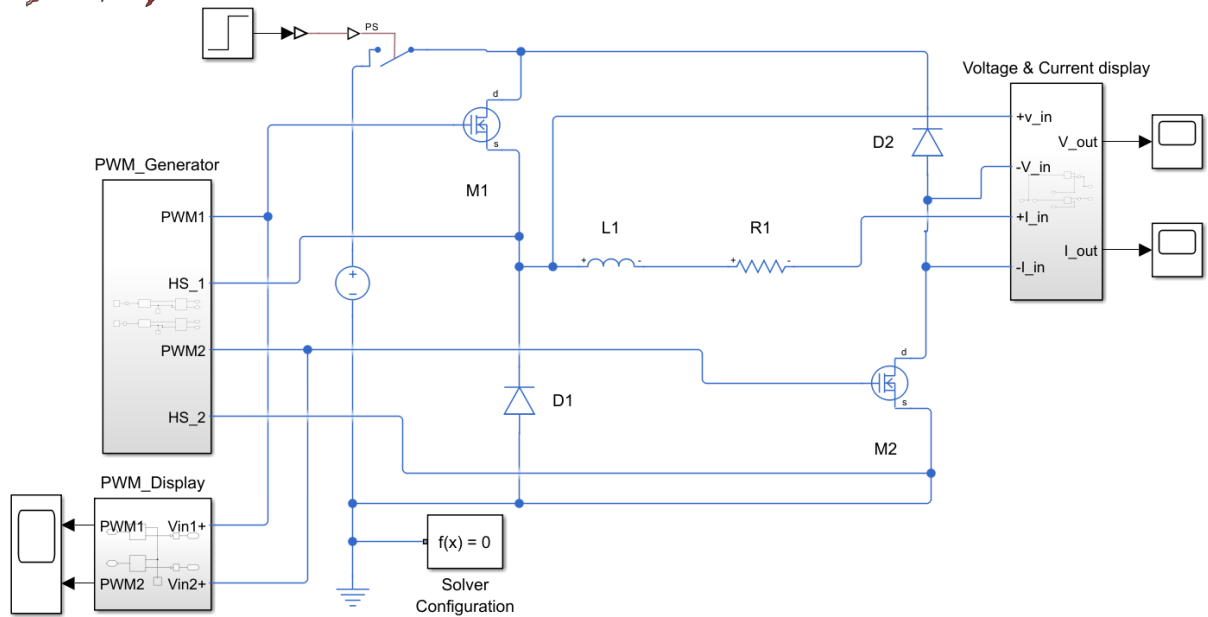 PS
Voltage & Current display
d
+v_in
D2
V_out
s
-V_in
PWM_Generator
M1
PWM1
+I_in
L1
R1
I_out
+
-
+
-
-I_in
HS_1
+
−
PWM2
d
D1
s
HS_2
M2
PWM_Display
PWM1
Vin1+
f(x) = 0
PWM2
Vin2+
Solver
Configuration